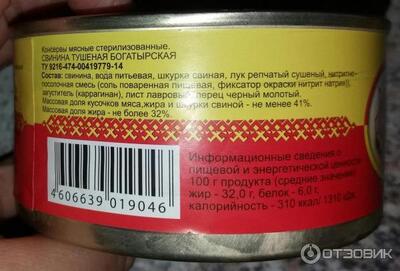 Консервы мясные стерилизованные.
СВИНИНА ТУШЕНАЯ БОГАТЫРСКАЯ
ТУ 9216-474-00419779-14
Состав: свинина, вода питьевая, шкурка свиная, лук репчатый сушеный, нитритно-
посолочная смесь (соль поваренная пищевая, фиксатор окраски нитрит натрия),
загуститель (каррагинан), лист лавровый, перец черный молотый.
Массовая доля кусочков мяса,жира и шкурки свиной - не менее 41%.
Массовая доля жира - не более 32%.
Информационные сведения о
пищевой и энергетической ценности
100 г продукта (средние значения):
жир - 32,0 г, белок - 6,0 г,
калорийность - 310 ккал/ 1310 кДж.
4 606639 019046
ОТЗОВИК